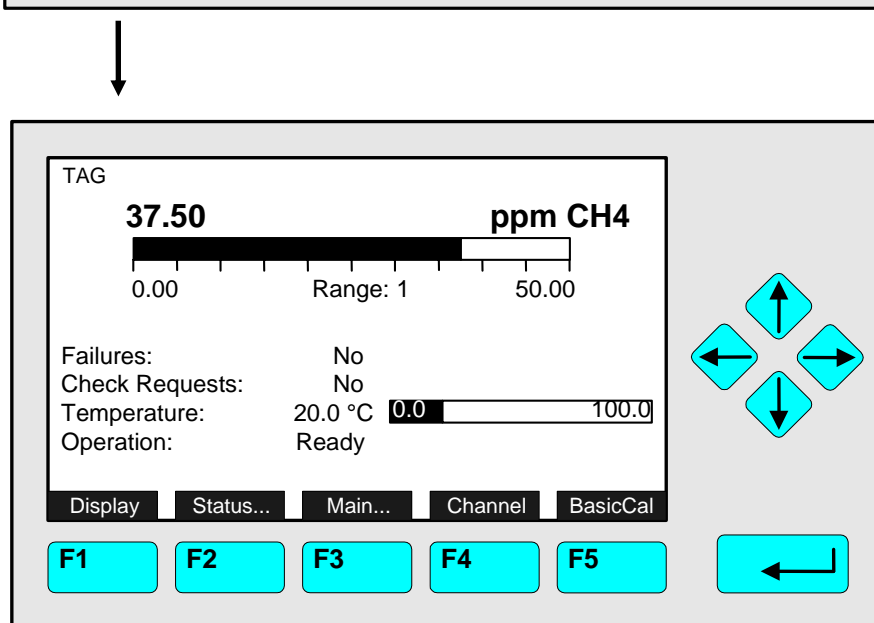 TAG
37.50 ppm CH4
0.00 Range: 1 50.00
Failures: No
Check Requests: No
Temperature: 20.0 °C 0.0 100.0
Operation: Ready
Display Status... Main... Channel BasicCal
F1 F2 F3 F4 F5